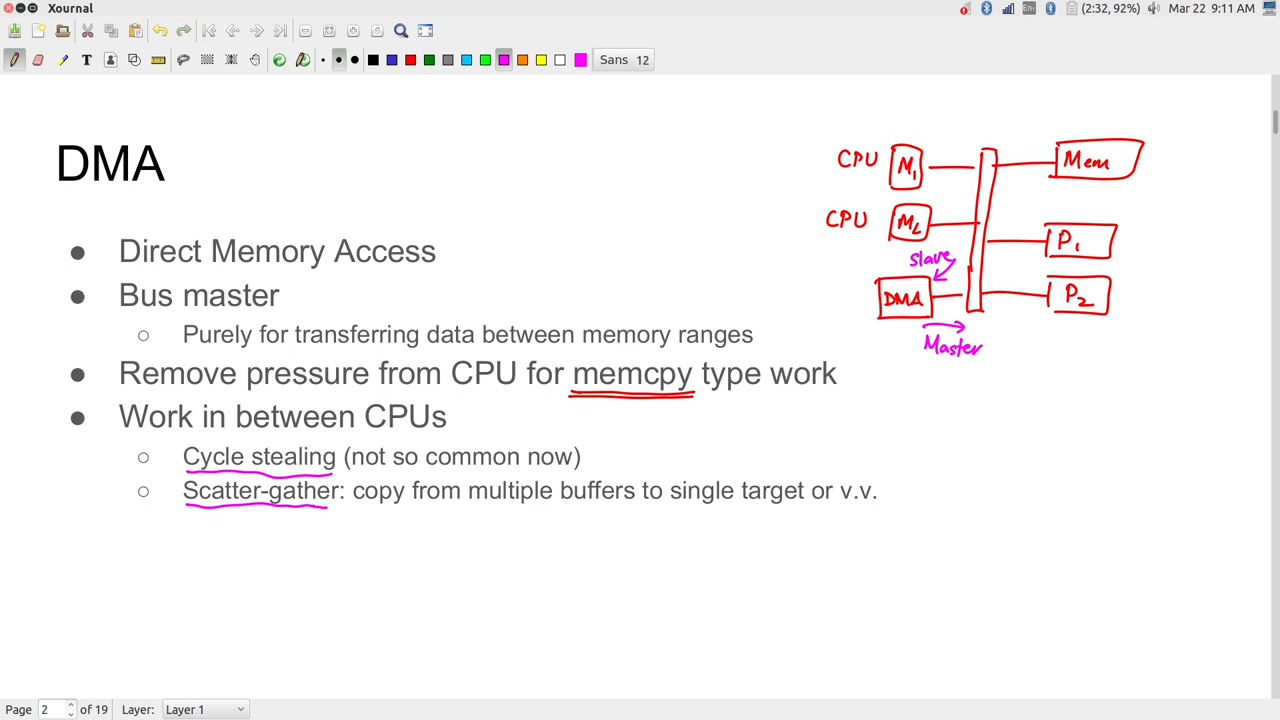 Xournal
(2:32, 92%)
Mar 22 9:11 AM
En
T
Sans 12
DMA
● Direct Memory Access
● Bus master
○ Purely for transferring data between memory ranges
● Remove pressure from CPU for memcpy type work
● Work in between CPUs
○ Cycle stealing (not so common now)
○ Scatter-gather: copy from multiple buffers to single target or v.v.
CPU M1 Mem
CPU M2 P1
slave
DMA P2
Master
Page 2 of 19 Layer: Layer 1